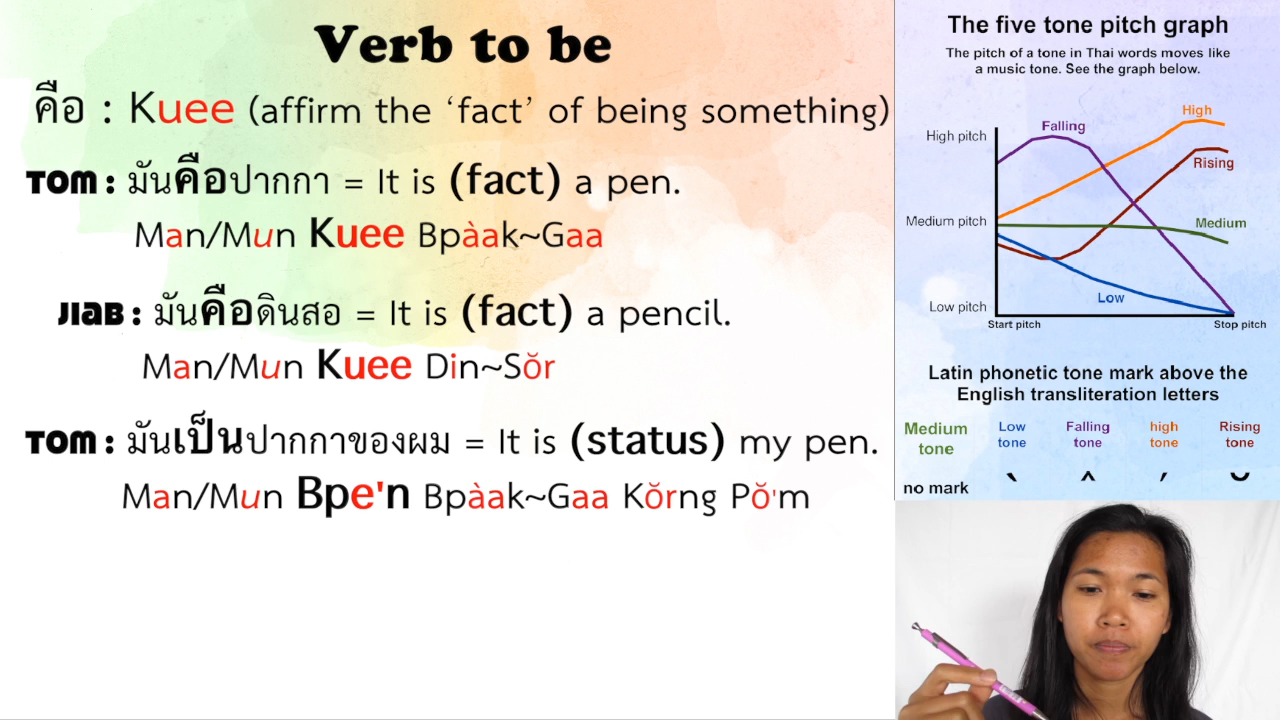 Verb to be
คือ : Kuee (affirm the ‘fact’ of being something)
TOM : มันคือปากกา = It is (fact) a pen.
Man/Mun Kuee Bpàak~Gaa
JIAB : มันคือดินสอ = It is (fact) a pencil.
Man/Mun Kuee Din~Sŏr
TOM : มันเป็นปากกาของผม = It is (status) my pen.
Man/Mun Bpe'n Bpàak~Gaa Kŏrng Pŏ'm
The five tone pitch graph
The pitch of a tone in Thai words moves like
a music tone. See the graph below.
High
Falling
High pitch
Rising
Medium pitch
Medium
Low
Low pitch
Start pitch
Stop pitch
Latin phonetic tone mark above the
English transliteration letters
Medium tone
Low tone
Falling tone
high tone
Rising tone
no mark ˋ ˆ ˊ ˘